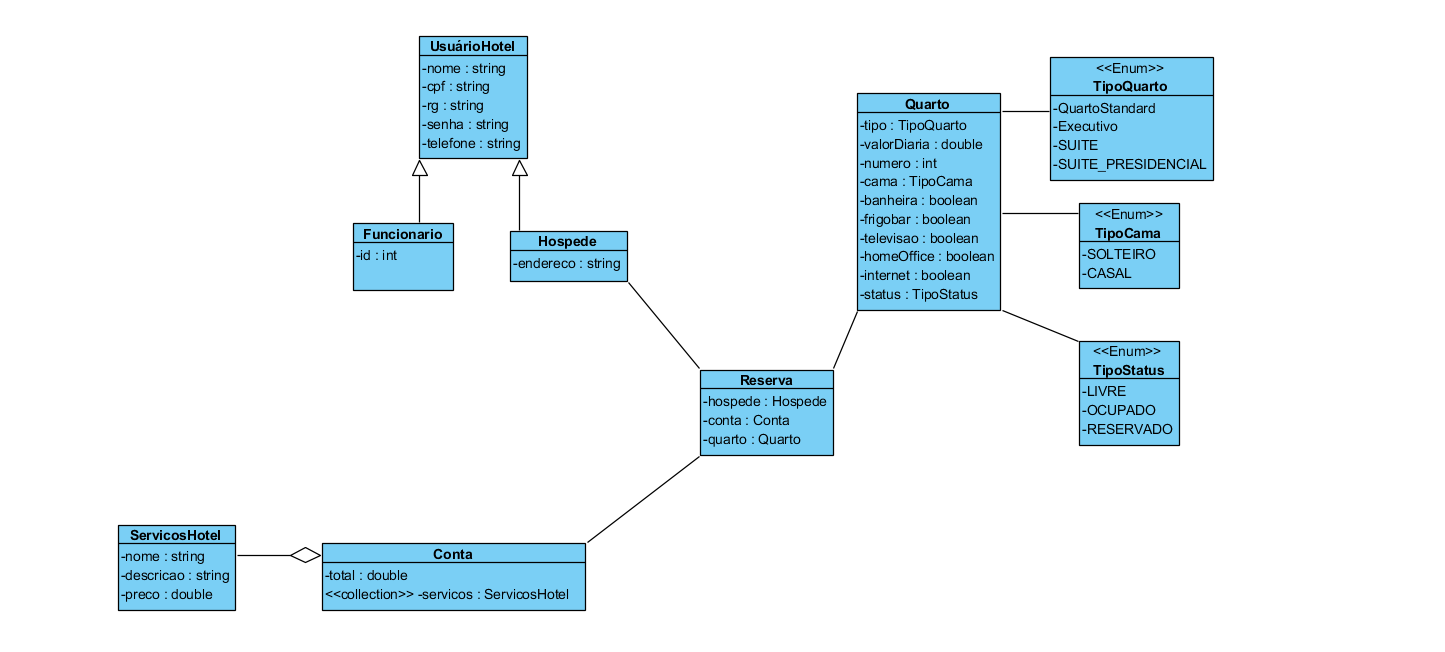 UsuárioHotel
-nome : string
-cpf : string
-rg : string
-senha : string
-telefone : string
Funcionario
-id : int
Hospede
-endereco : string
Quarto
-tipo : TipoQuarto
-valorDiaria : double
-numero : int
-cama : TipoCama
-banheira : boolean
-frigobar : boolean
-televisao : boolean
-homeOffice : boolean
-internet : boolean
-status : TipoStatus
<<Enum>>
TipoQuarto
-QuartoStandard
-Executivo
-SUITE
-SUITE_PRESIDENCIAL
<<Enum>>
TipoCama
-SOLTEIRO
-CASAL
<<Enum>>
TipoStatus
-LIVRE
-OCUPADO
-RESERVADO
Reserva
-hospede : Hospede
-conta : Conta
-quarto : Quarto
ServicosHotel
-nome : string
-descricao : string
-preco : double
Conta
-total : double
<<collection>> -servicos : ServicosHotel